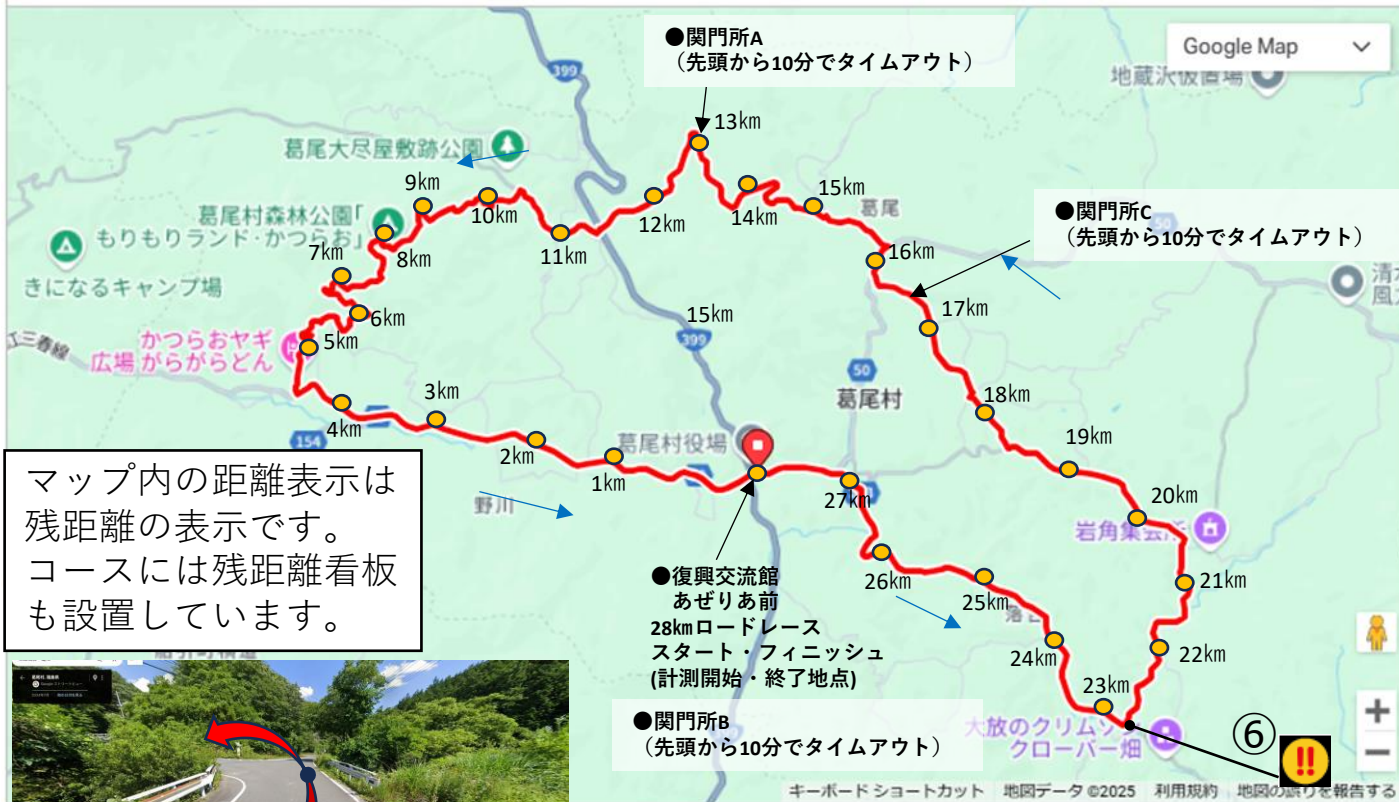 ●関門所A
（先頭から10分でタイムアウト）
Google Map
399
地蔵沢仮置場
13km
葛尾大尽屋敷跡公園
9km
10km
12km
14km
15km
葛尾
葛尾村森林公園「
もりもりランド・かつらお」
8km
11km
●関門所C
（先頭から10分でタイムアウト）
50
7km
きになるキャンプ場
16km
6km
15km
17km
399
かつらおヤギ
広場 がらがらどん
5km
三春線
50
葛尾村
3km
4km
18km
154
2km
葛尾村役場
19km
マップ内の距離表示は
残距離の表示です。
コースには残距離看板
も設置しています。
1km
野川
27km
20km
岩角集会所
●復興交流館
あぜりあ前
28kmロードレース
スタート・フィニッシュ
(計測開始・終了地点)
26km
25km
21km
24km
22km
23km
●関門所B
（先頭から10分でタイムアウト）
大放のクリムソン
クローバー畑
⑥
!!
キーボード ショートカット 地図データ ©2025 利用規約 地図の誤りを報告する